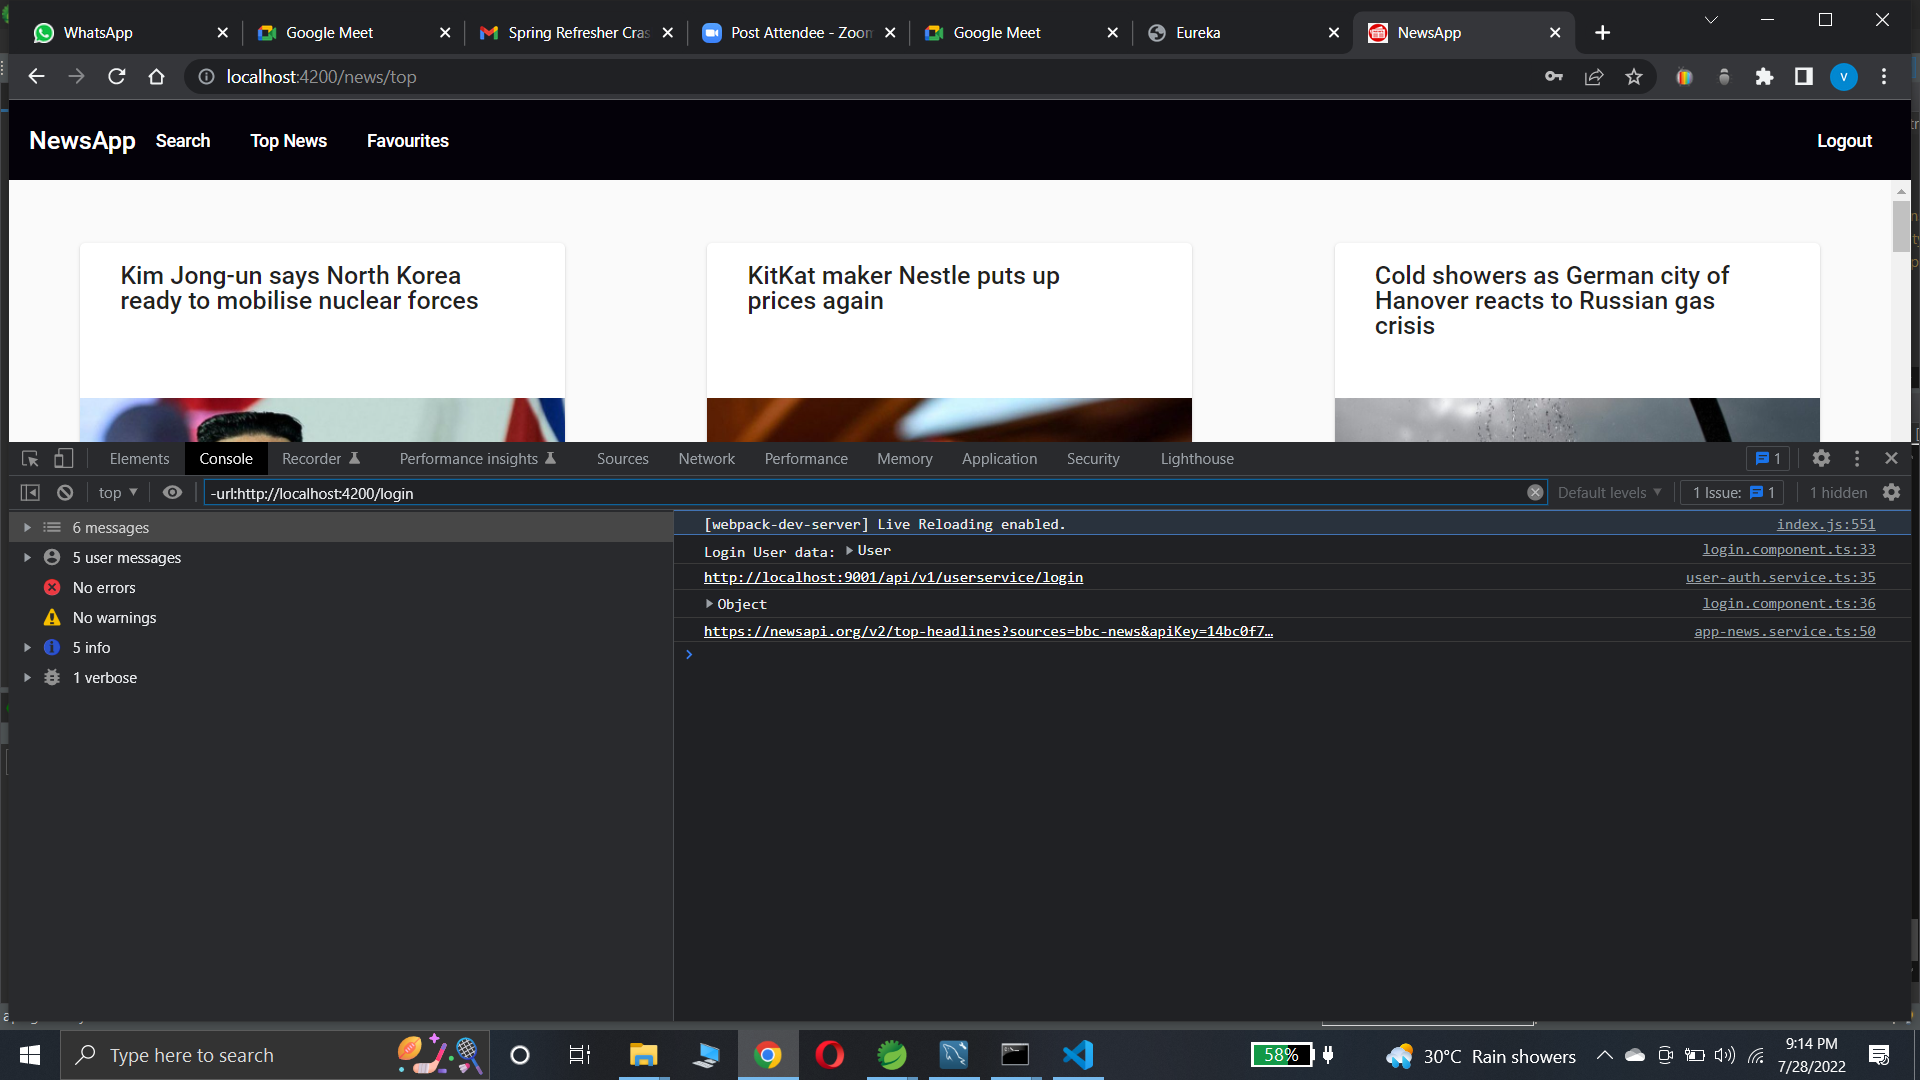 WhatsApp
Google Meet
Spring Refresher Cras
Post Attendee - Zoom
Google Meet
Eureka
NewsApp
localhost:4200/news/top
V
NewsApp
Search
Top News
Favourites
Logout
Kim Jong-un says North Korea
ready to mobilise nuclear forces
KitKat maker Nestle puts up
prices again
Cold showers as German city of
Hanover reacts to Russian gas
crisis
Elements
Console
Recorder
Performance insights
Sources
Network
Performance
Memory
Application
Security
Lighthouse
1
top
-url:http://localhost:4200/login
Default levels
1 Issue: 1
1 hidden
6 messages
5 user messages
No errors
No warnings
5 info
1 verbose
[webpack-dev-server] Live Reloading enabled.
index.js:551
Login User data: User
login.component.ts:33
http://localhost:9001/api/v1/userservice/login
user-auth.service.ts:35
Object
login.component.ts:36
https://newsapi.org/v2/top-headlines?sources=bbc-news&apiKey=14bc0f7…
app-news.service.ts:50
Type here to search
58%
30°C Rain showers
9:14 PM
7/28/2022